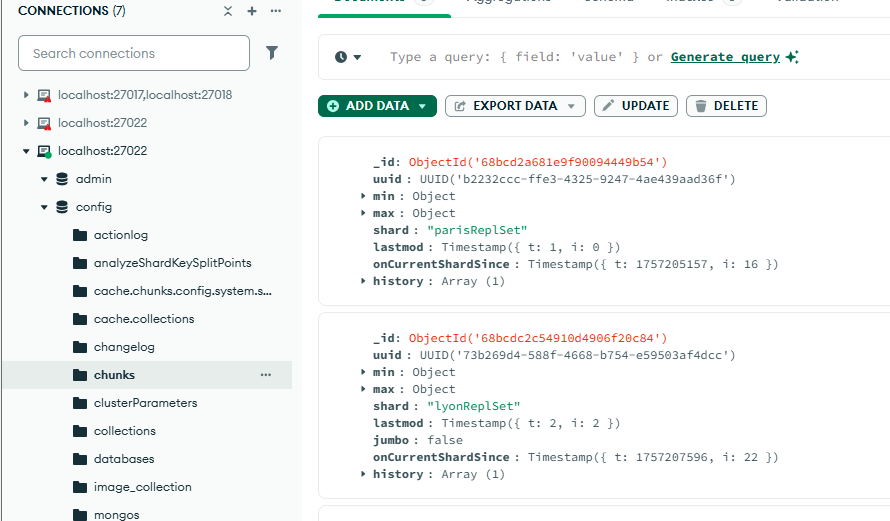 CONNECTIONS (7)
Search connections
localhost:27017,localhost:27018
localhost:27022
localhost:27022
admin
config
actionlog
analyzeShardKeySplitPoints
cache.chunks.config.system.s...
cache.collections
changelog
chunks
clusterParameters
collections
databases
image_collection
mongos
Type a query: { field: 'value' } or Generate query
ADD DATA EXPORT DATA UPDATE DELETE
_id: ObjectId('68bcd2a681e9f90094449b54')
uuid : UUID('b2232ccc-ffe3-4325-9247-4ae439aad36f')
min : Object
max : Object
shard : "parisReplSet"
lastmod : Timestamp({ t: 1, i: 0 })
onCurrentShardSince : Timestamp({ t: 1757205157, i: 16 })
history : Array (1)
_id: ObjectId('68bcdc2c54910d4906f20c84')
uuid : UUID('73b269d4-588f-4668-b754-e59503af4dcc')
min : Object
max : Object
shard : "lyonReplSet"
lastmod : Timestamp({ t: 2, i: 2 })
jumbo : false
onCurrentShardSince : Timestamp({ t: 1757207596, i: 22 })
history : Array (1)